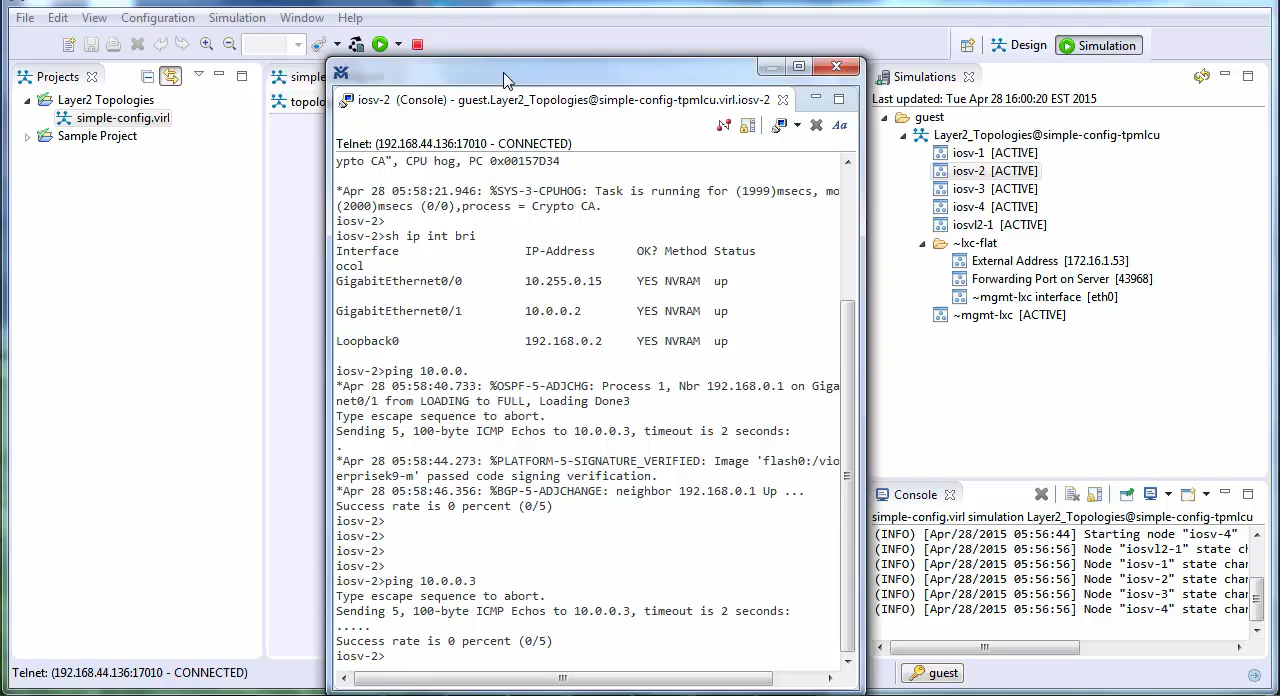 File Edit View Configuration Simulation Window Help
Design Simulation
Projects
Layer2 Topologies
simple-config.virl
Sample Project
simple
topolo
iosv-2 (Console) - guest.Layer2_Topologies@simple-config-tpmlcu.virl.iosv-2
Aa
Telnet: (192.168.44.136:17010 - CONNECTED)
ypto CA", CPU hog, PC 0x00157D34
*Apr 28 05:58:21.946: %SYS-3-CPUHOG: Task is running for (1999)msecs, mo
(2000)msecs (0/0),process = Crypto CA.
iosv-2>
iosv-2>sh ip int bri
Interface IP-Address OK? Method Status
ocol
GigabitEthernet0/0 10.255.0.15 YES NVRAM up
GigabitEthernet0/1 10.0.0.2 YES NVRAM up
Loopback0 192.168.0.2 YES NVRAM up
iosv-2>ping 10.0.0.
*Apr 28 05:58:40.733: %OSPF-5-ADJCHG: Process 1, Nbr 192.168.0.1 on Giga
net0/1 from LOADING to FULL, Loading Done3
Type escape sequence to abort.
Sending 5, 100-byte ICMP Echos to 10.0.0.3, timeout is 2 seconds:
.
*Apr 28 05:58:44.273: %PLATFORM-5-SIGNATURE_VERIFIED: Image 'flash0:/vio
erprisek9-m' passed code signing verification.
*Apr 28 05:58:46.356: %BGP-5-ADJCHANGE: neighbor 192.168.0.1 Up ...
Success rate is 0 percent (0/5)
iosv-2>
iosv-2>
iosv-2>
iosv-2>
iosv-2>ping 10.0.0.3
Type escape sequence to abort.
Sending 5, 100-byte ICMP Echos to 10.0.0.3, timeout is 2 seconds:
.....
Success rate is 0 percent (0/5)
iosv-2>
Simulations
Last updated: Tue Apr 28 16:00:20 EST 2015
guest
Layer2_Topologies@simple-config-tpmlcu
iosv-1 [ACTIVE]
iosv-2 [ACTIVE]
iosv-3 [ACTIVE]
iosv-4 [ACTIVE]
iosvl2-1 [ACTIVE]
~lxc-flat
External Address [172.16.1.53]
Forwarding Port on Server [43968]
~mgmt-lxc interface [eth0]
~mgmt-lxc [ACTIVE]
Console
simple-config.virl simulation Layer2_Topologies@simple-config-tpmlcu
(INFO) [Apr/28/2015 05:56:44] Starting node "iosv-4"
(INFO) [Apr/28/2015 05:56:56] Node "iosvl2-1" state ch
(INFO) [Apr/28/2015 05:56:56] Node "iosv-1" state char
(INFO) [Apr/28/2015 05:56:56] Node "iosv-2" state char
(INFO) [Apr/28/2015 05:56:56] Node "iosv-3" state char
(INFO) [Apr/28/2015 05:56:56] Node "iosv-4" state char
Telnet: (192.168.44.136:17010 - CONNECTED)
guest